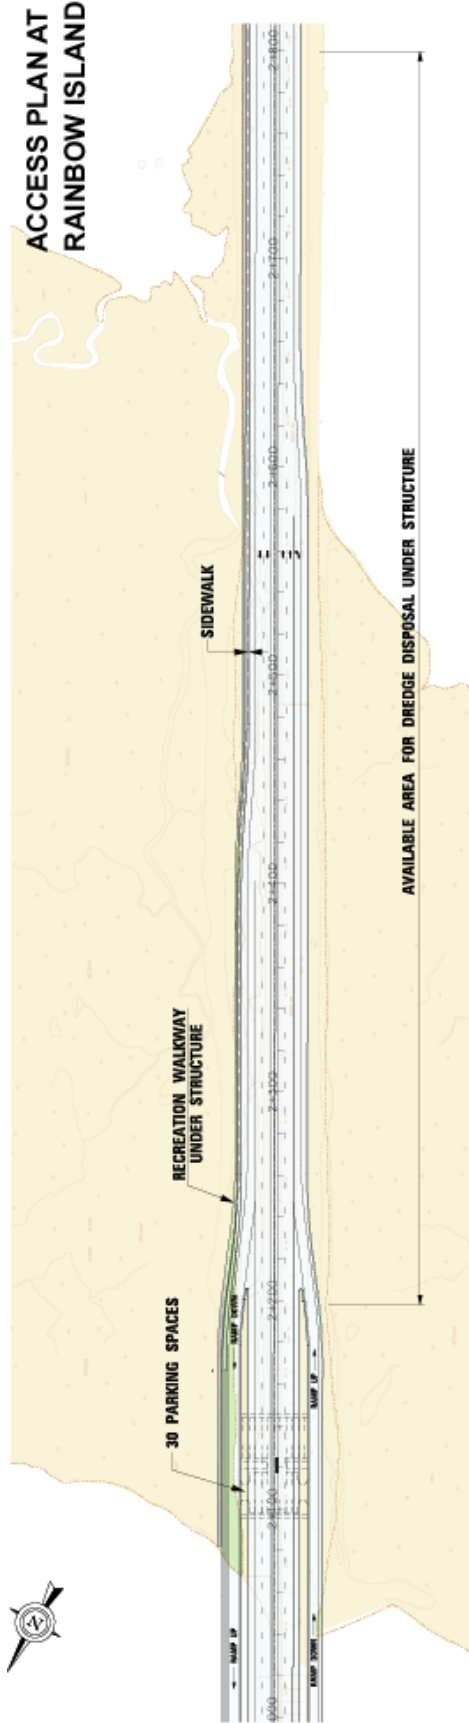 ACCESS PLAN AT
RAINBOW ISLAND
2+800
2+700
2+600
SIDEWALK
2+500
AVAILABLE AREA FOR DREDGE DISPOSAL UNDER STRUCTURE
2+400
RECREATION WALKWAY
UNDER STRUCTURE
2+300
30 PARKING SPACES
RAMP DOWN
2+200
RAMP UP
2+100
N
RAMP UP
RAMP DOWN
000